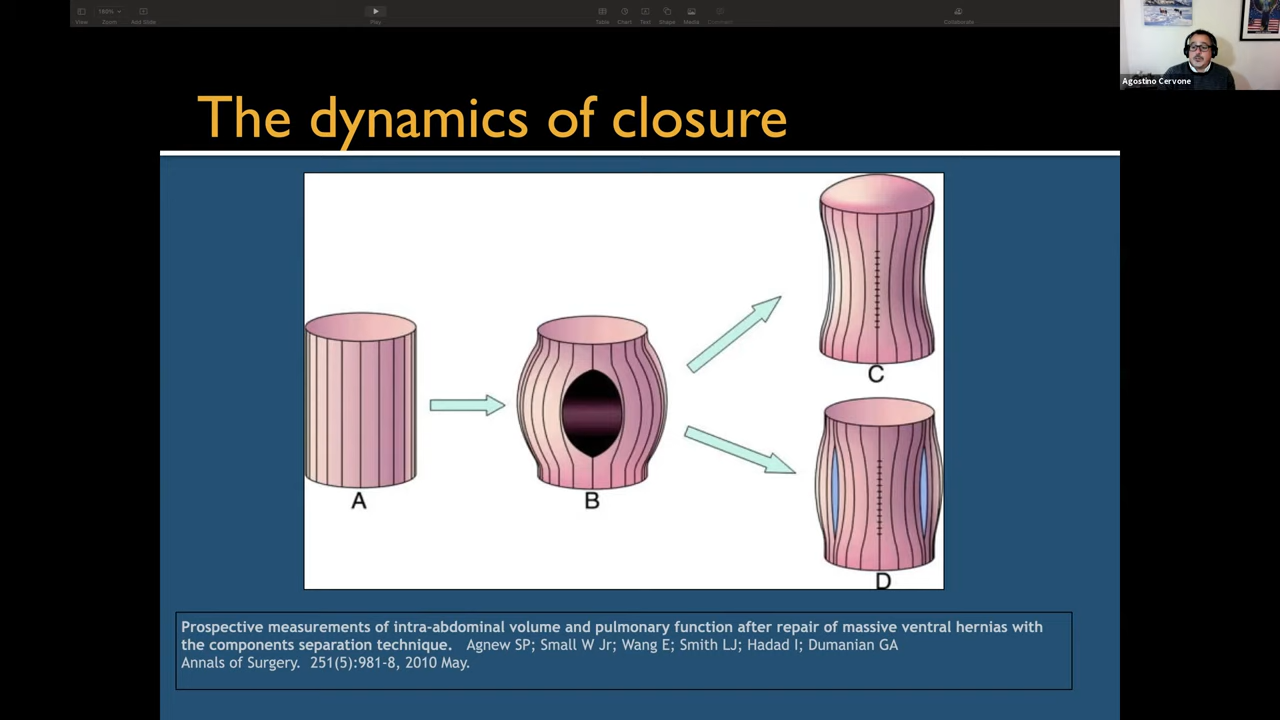 View
160%
Zoom
Add Slide
Play
Table
Chart
Text
Shape
Media
Comment
Collaborate
Agostino Cervone
The dynamics of closure
A
B
C
D
Prospective measurements of intra-abdominal volume and pulmonary function after repair of massive ventral hernias with
the components separation technique. Agnew SP; Small W Jr; Wang E; Smith LJ; Hadad I; Dumanian GA
Annals of Surgery. 251(5):981-8, 2010 May.